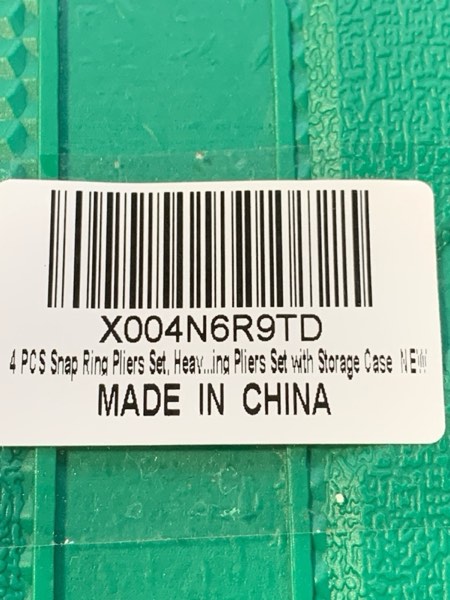 X004N6R9TD
4 PCS Snap Ring Pliers Set, Heav...ing Pliers Set with Storage Case NEW
MADE IN CHINA